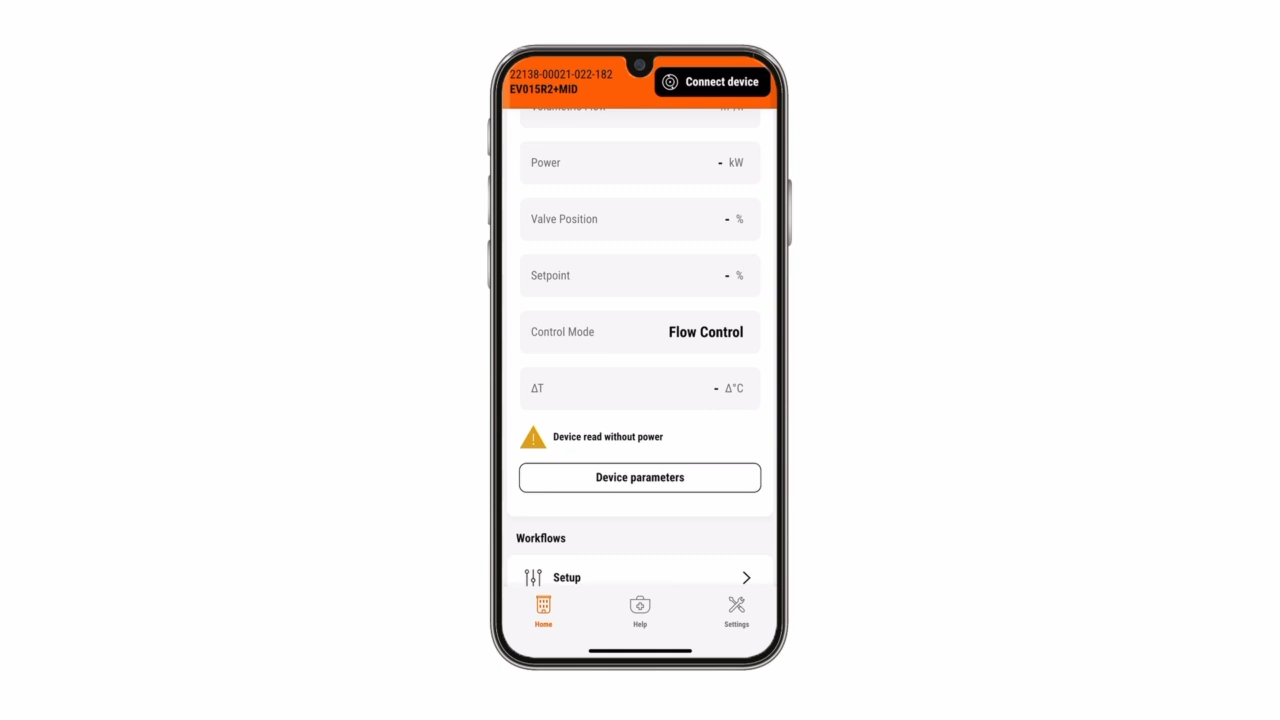 22138-00021-022-182
EV015R2+MID
Connect device
Power - kW
Valve Position - %
Setpoint - %
Control Mode Flow Control
ΔT - Δ°C
Device read without power
Device parameters
Workflows
Setup
Home Help Settings